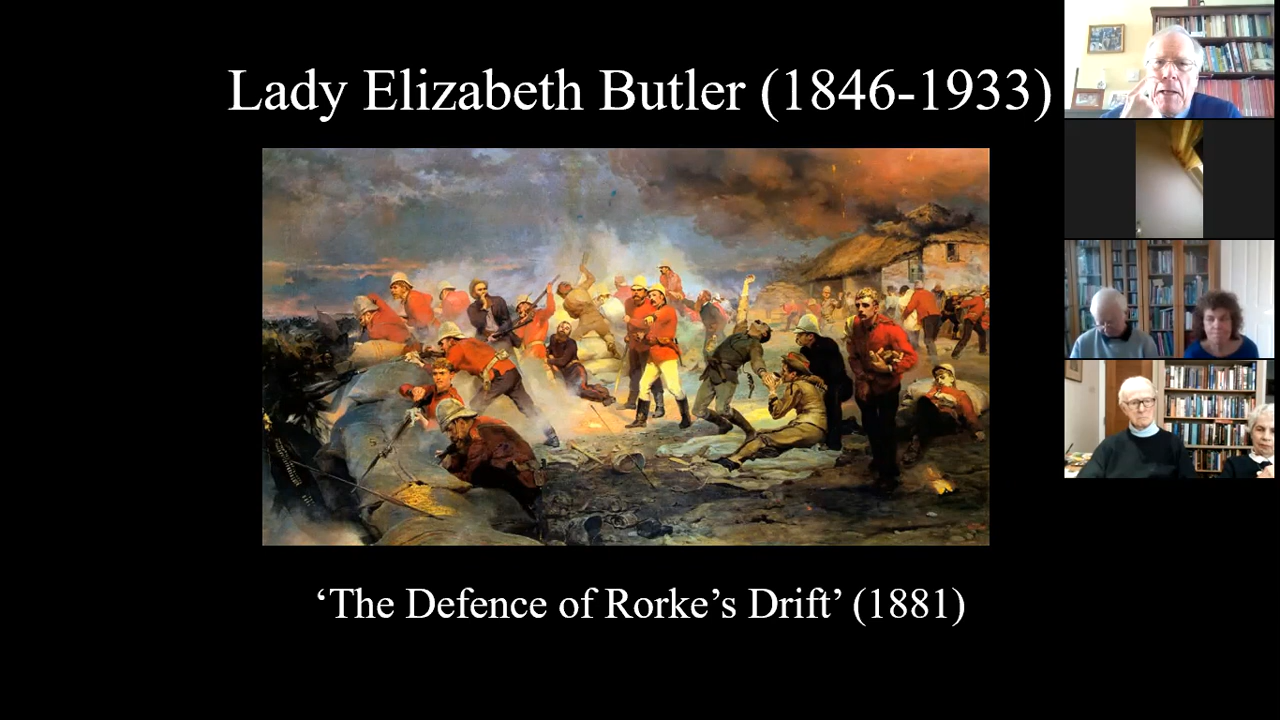 Lady Elizabeth Butler (1846-1933)
‘The Defence of Rorke’s Drift’ (1881)